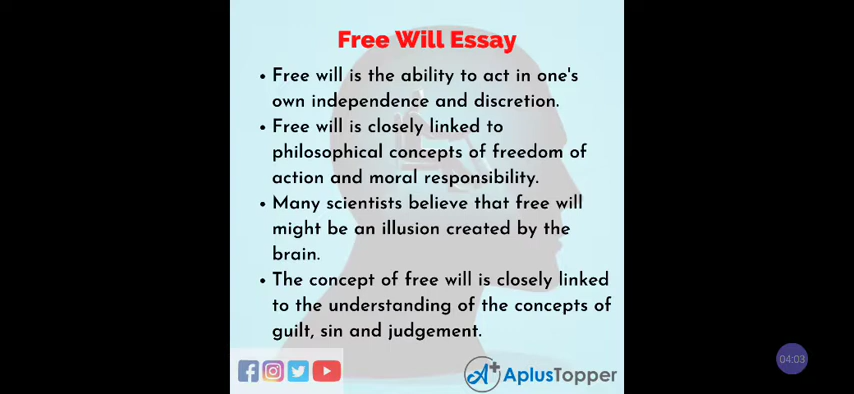 Free Will Essay
• Free will is the ability to act in one's
own independence and discretion.
• Free will is closely linked to
philosophical concepts of freedom of
action and moral responsibility.
• Many scientists believe that free will
might be an illusion created by the
brain.
• The concept of free will is closely linked
to the understanding of the concepts of
guilt, sin and judgement.
A+ AplusTopper
04:03